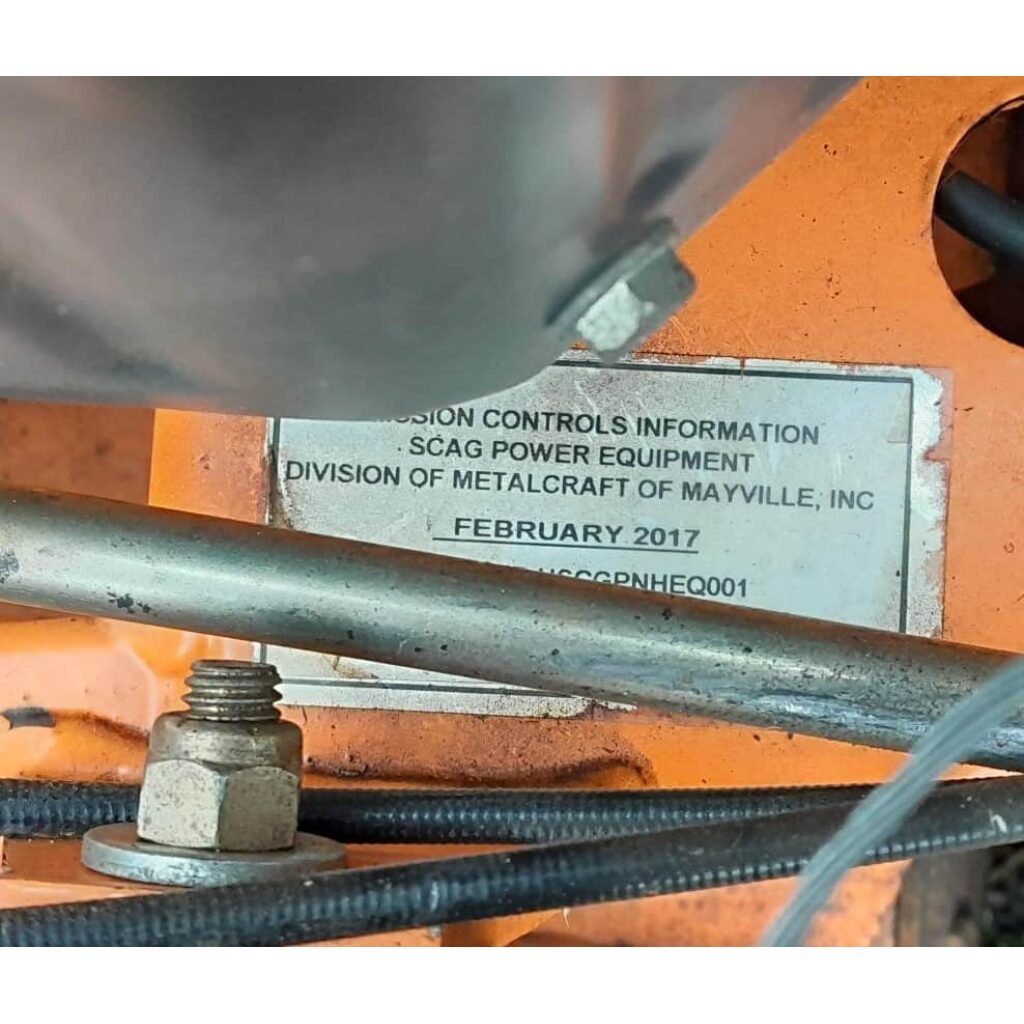 CONTROLS INFORMATION
SCAG POWER EQUIPMENT
DIVISION OF METALCRAFT OF MAYVILLE, INC
FEBRUARY 2017